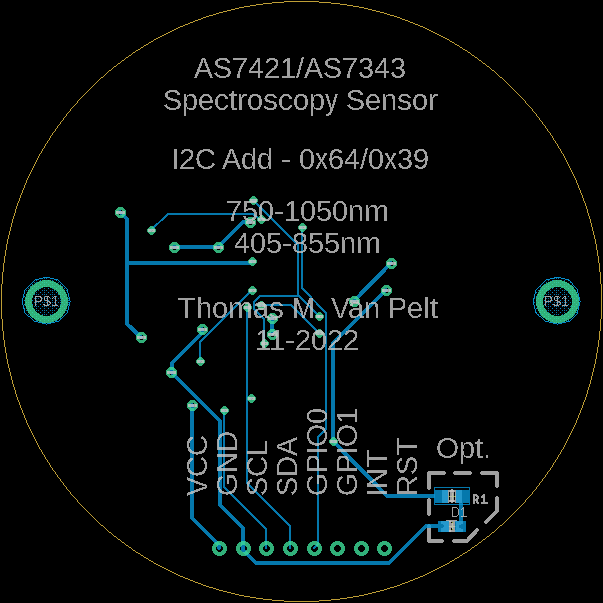 AS7421/AS7343
Spectroscopy Sensor
I2C Add - 0x64/0x39
750-1050nm
405-855nm
P$1
P$1
Thomas M. Van Pelt
11-2022
VCC
GND
SCL
SDA
GPIO0
GPIO1
INT
RST
Opt.
R1
D1